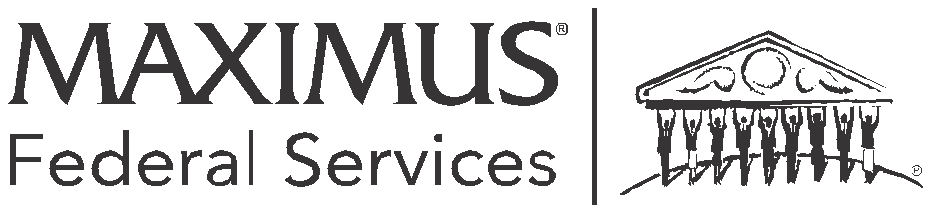 MAXIMUS®
Federal Services
℗